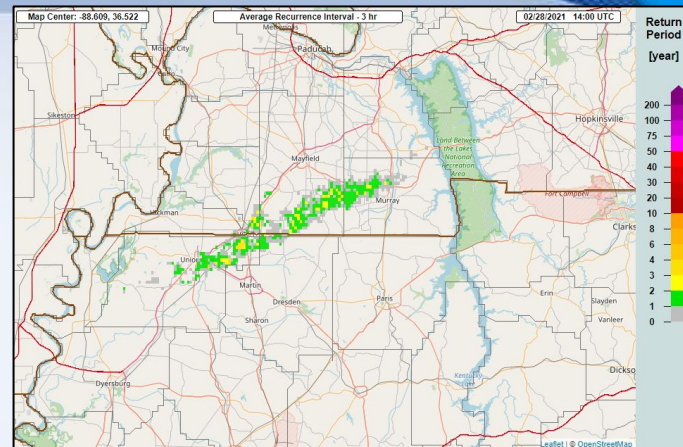 Map Center: -88.609, 36.522
Average Recurrence Interval - 3 hr
02/28/2021 14:00 UTC
Return
Period
[year]
200
100
75
50
40
30
20
10
8
6
4
3
2
1
0
Mound City
Paducah
Sikeston
Hopkinsville
Land Between
the Lakes
National
Recreation
Area
Mayfield
Murray
Fort Campbell
Hickman
Clarks
Union
Martin
Dresden
Paris
Erin
Slayden
Vanleer
Sharon
Dyersburg
Kentucky
Dickso
Leaflet | © OpenStreetMap